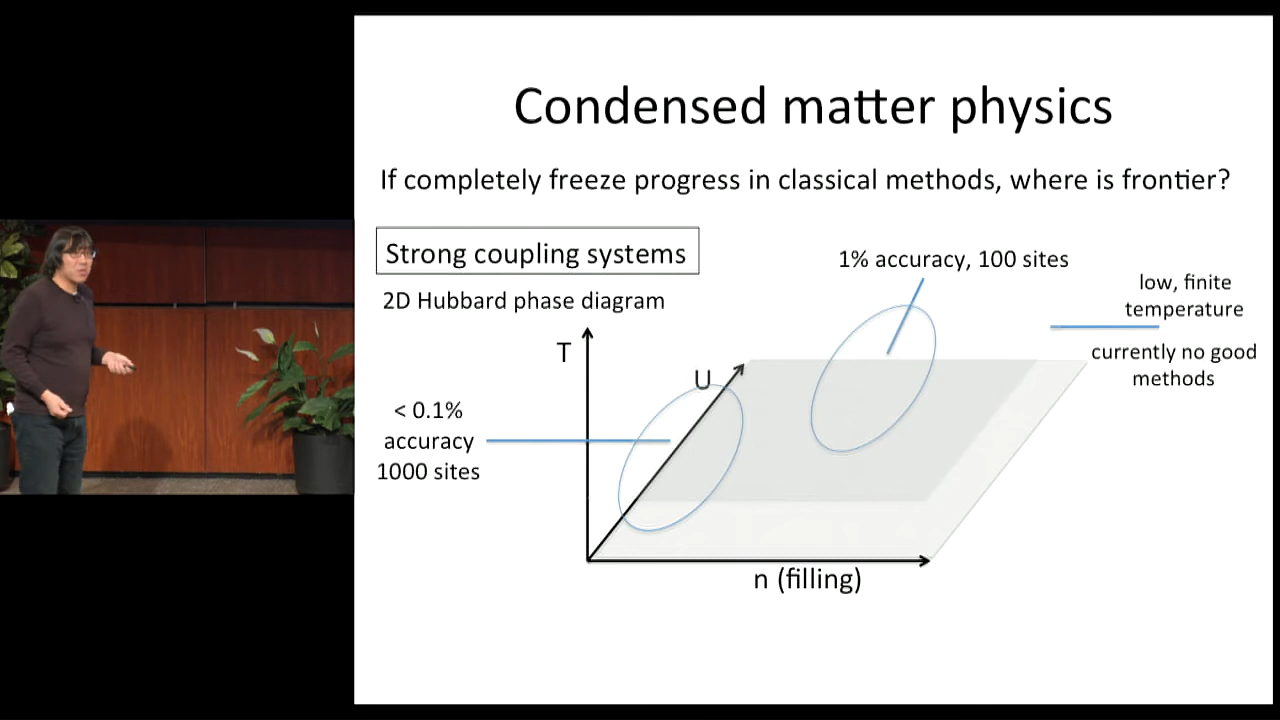 Condensed matter physics
If completely freeze progress in classical methods, where is frontier?
Strong coupling systems
2D Hubbard phase diagram
1% accuracy, 100 sites
low, finite
temperature
currently no good
methods
T
U
< 0.1%
accuracy
1000 sites
n (filling)